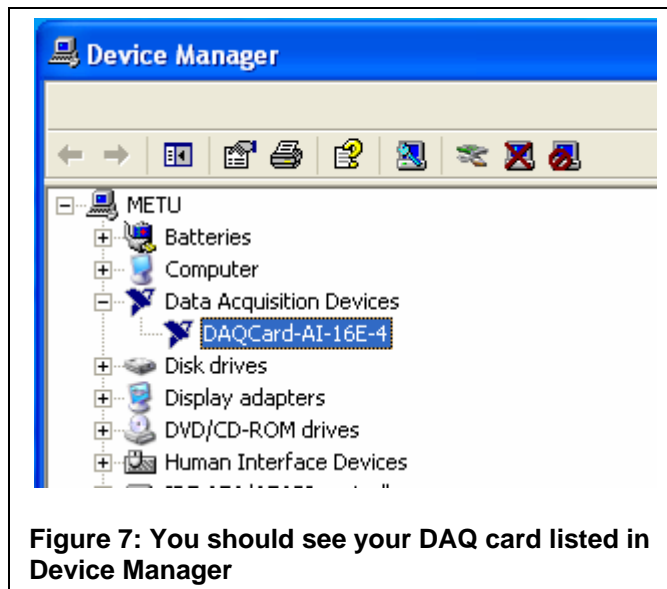 Device Manager
METU
Batteries
Computer
Data Acquisition Devices
DAQCard-AI-16E-4
Disk drives
Display adapters
DVD/CD-ROM drives
Human Interface Devices
Figure 7: You should see your DAQ card listed in
Device Manager